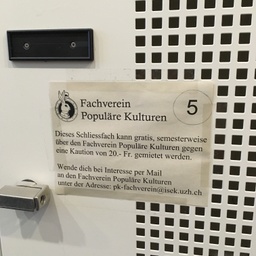 Fachverein
Populäre Kulturen
5
Dieses Schliessfach kann gratis, semesterweise
über den Fachverein Populäre Kulturen gegen
eine Kaution von 20.- Fr. gemietet werden.
Wende dich bei Interesse per Mail
an den Fachverein Populäre Kulturen
unter der Adresse: pk-fachverein@isek.uzh.ch